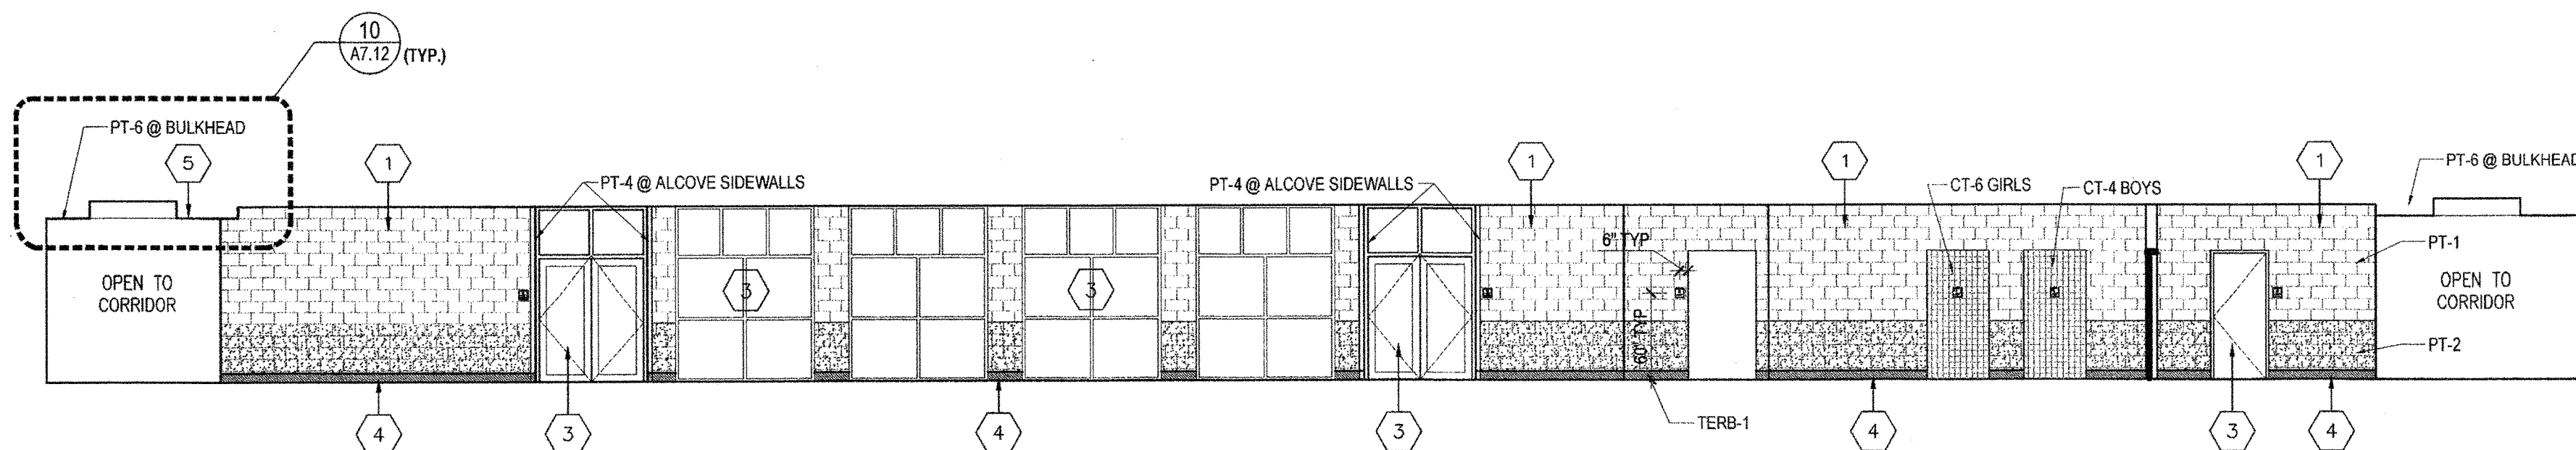 10
A7.12 (TYP.)
PT-6 @ BULKHEAD
5
1
PT-4 @ ALCOVE SIDEWALLS
PT-4 @ ALCOVE SIDEWALLS
1
1
CT-6 GIRLS
CT-4 BOYS
1
PT-6 @ BULKHEAD
OPEN TO
CORRIDOR
3
3
6" TYP
60" TYP
PT-1
OPEN TO
CORRIDOR
PT-2
4
3
4
3
TERB-1
4
3
4